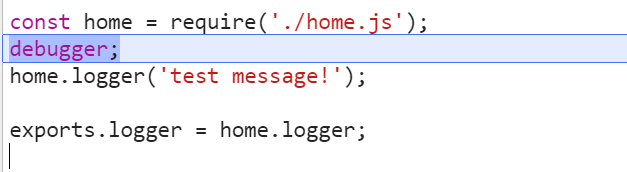 const home = require('./home.js');
debugger;
home.logger('test message!');
exports.logger = home.logger;